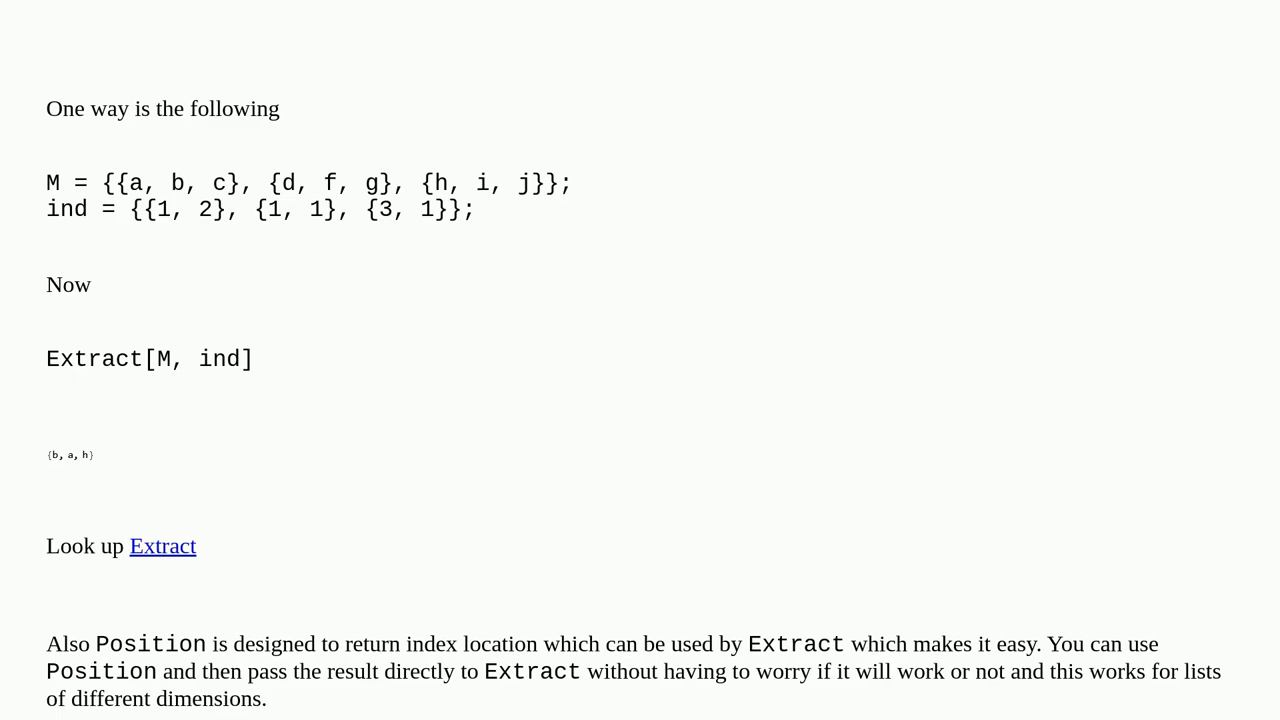 One way is the following
M = {{a, b, c}, {d, f, g}, {h, i, j}};
ind = {{1, 2}, {1, 1}, {3, 1}};
Now
Extract[M, ind]
{b, a, h}
Look up Extract
Also Position is designed to return index location which can be used by Extract which makes it easy. You can use
Position and then pass the result directly to Extract without having to worry if it will work or not and this works for lists
of different dimensions.